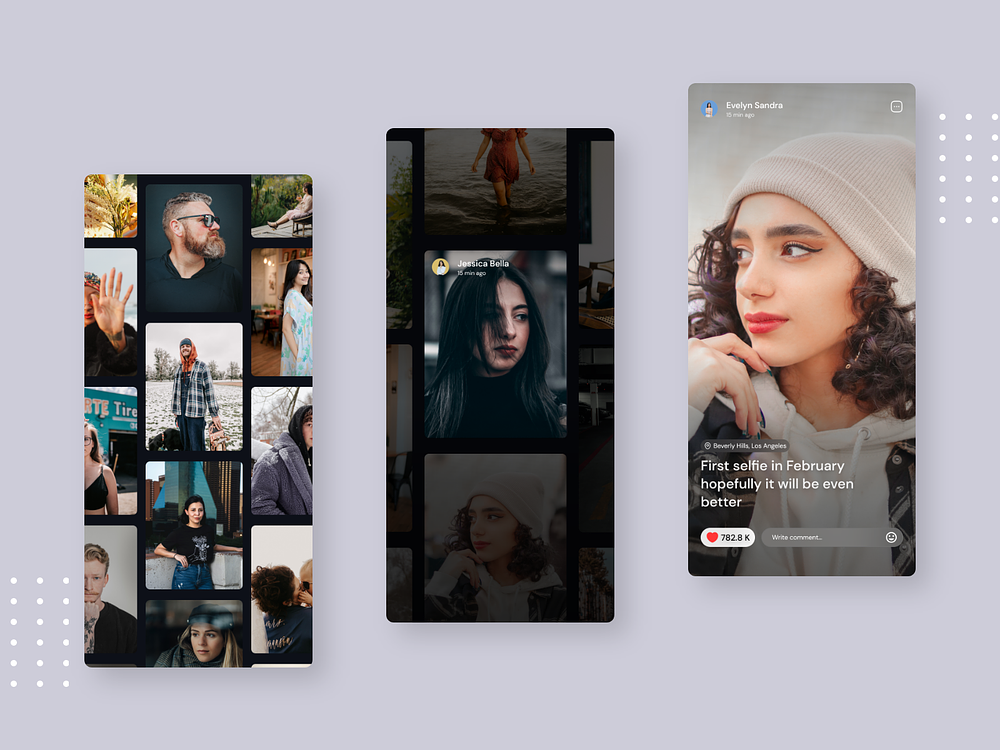 RTE Tire
Jessica Bella
15 min ago
Evelyn Sandra
15 min ago
Beverly Hills, Los Angeles
First selfie in February
hopefully it will be even
better
782.8 K
Write comment...